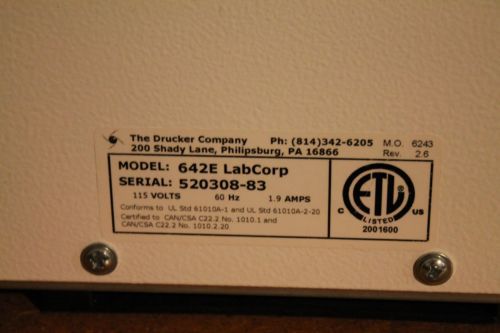 The Drucker Company Ph: (814)342-6205 M.O. 6243
200 Shady Lane, Philipsburg, PA 16866 Rev. 2.6
MODEL: 642E LabCorp
SERIAL: 520308-83
115 VOLTS 60 Hz 1.9 AMPS
Conforms to UL Std 61010A-1 and UL Std 61010A-2-20
Certified to CAN/CSA C22.2 No. 1010.1 and
CAN/CSA C22.2 No. 1010.2.20
ETL
C LISTED US
2001600